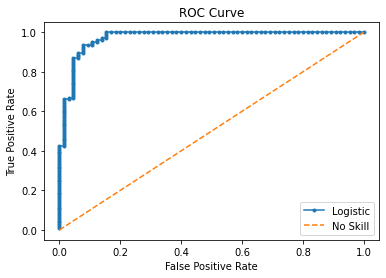 ROC Curve
1.0
0.8
0.6
0.4
0.2
0.0
True Positive Rate
0.0 0.2 0.4 0.6 0.8 1.0
False Positive Rate
Logistic
No Skill